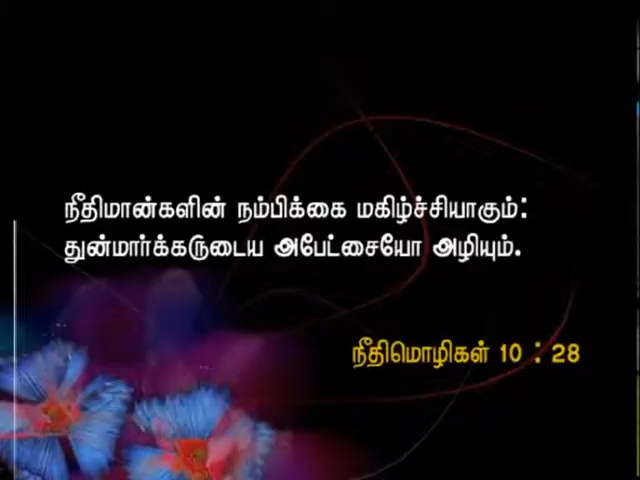 நீதிமான்களின் நம்பிக்கை மகிழ்ச்சியாகும்:
துன்மார்க்கருடைய அபேட்சையோ அழியும்.
நீதிமொழிகள் 10 : 28